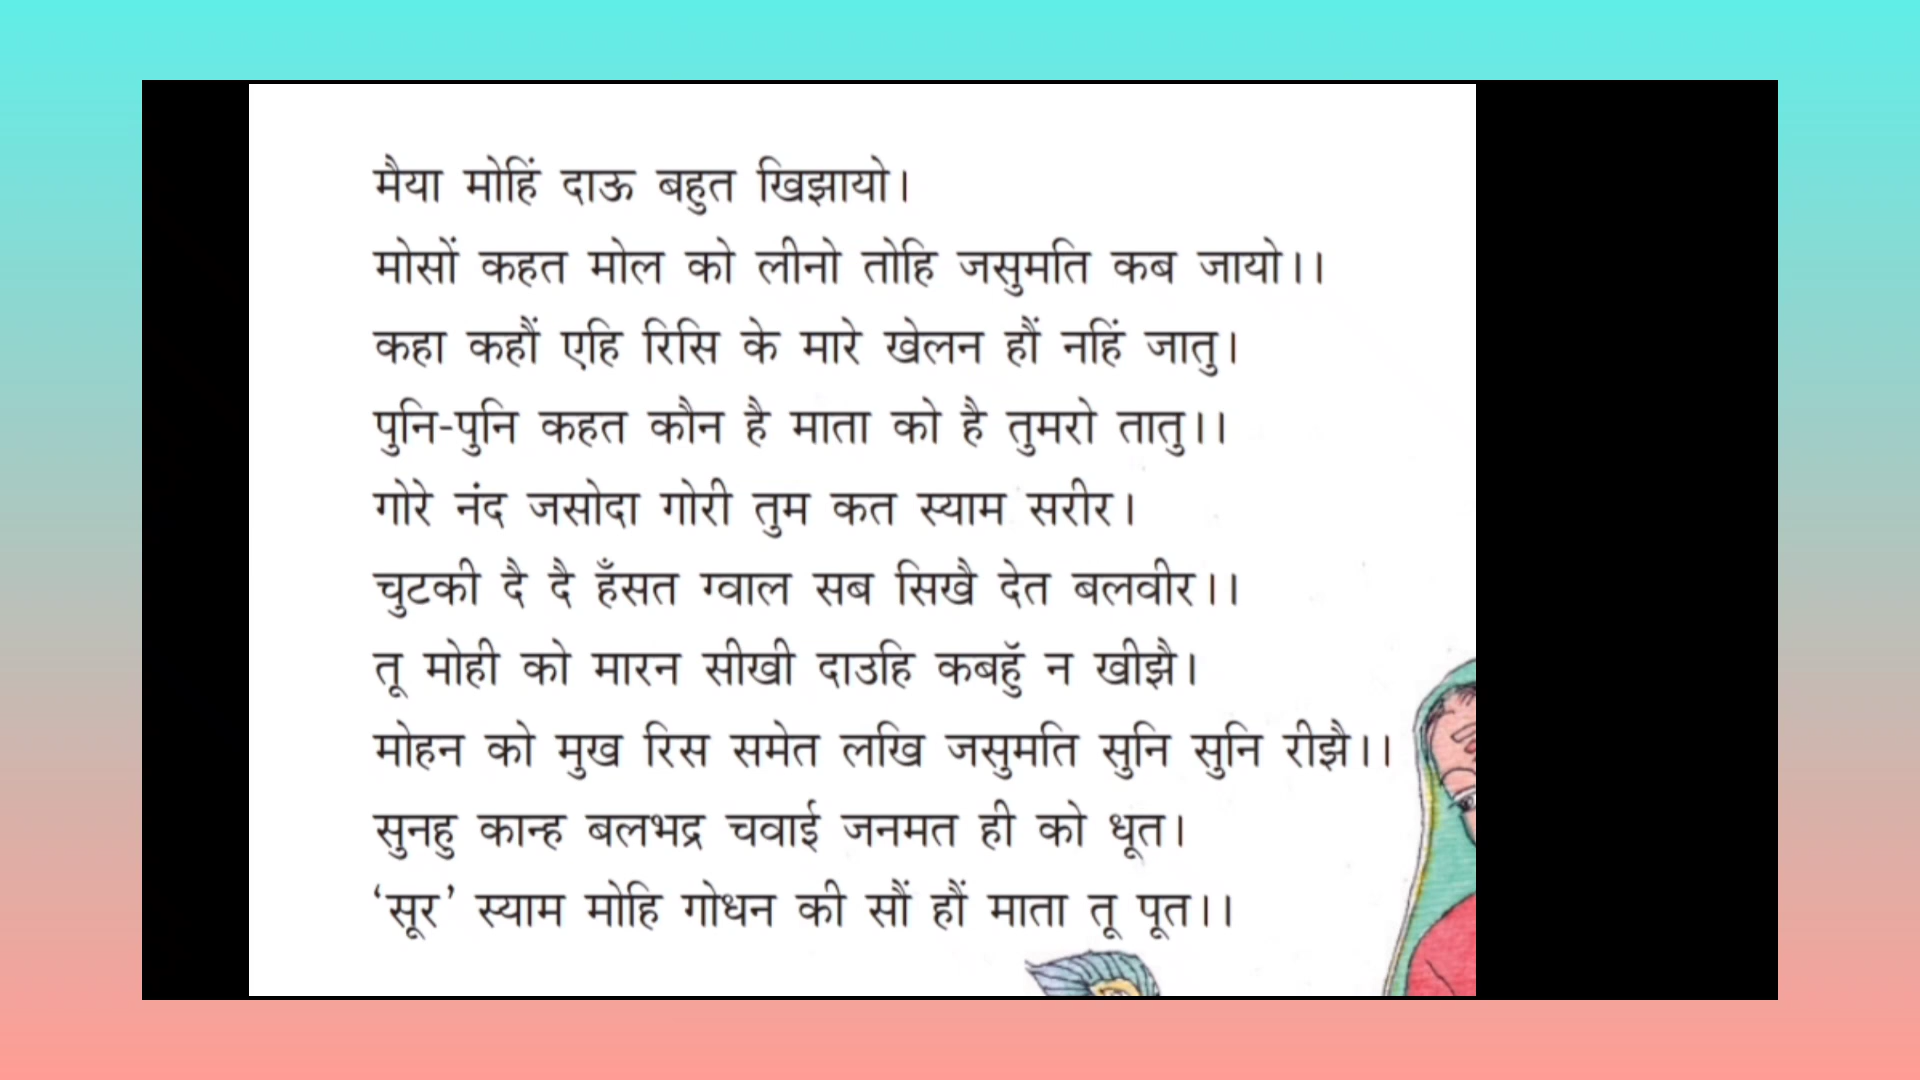 मैया मोहिं दाऊ बहुत खिझायो।
मोसों कहत मोल को लीनो तोहि जसुमति कब जायो।।
कहा कहौं एहि रिसि के मारे खेलन हौं नहिं जातु।
पुनि-पुनि कहत कौन है माता को है तुमरो तातु।।
गोरे नंद जसोदा गोरी तुम कत स्याम सरीर।
चुटकी दै दै हँसत ग्वाल सब सिखै देत बलवीर।।
तू मोही को मारन सीखी दाउहि कबहुँ न खीझै।
मोहन को मुख रिस समेत लखि जसुमति सुनि सुनि रीझै।।
सुनहु कान्ह बलभद्र चवाई जनमत ही को धूत।
‘सूर’ स्याम मोहि गोधन की सौं हौं माता तू पूत।।